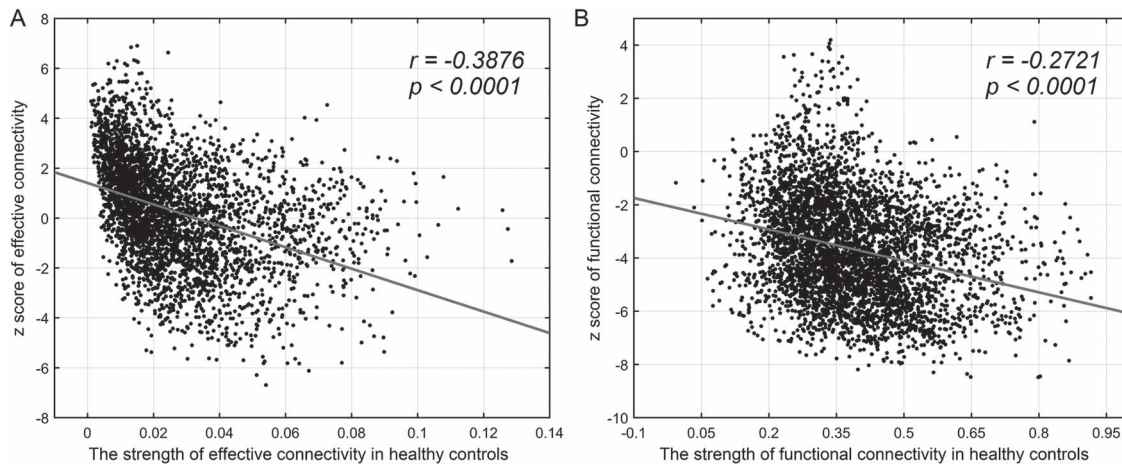 A
r = -0.3876
p < 0.0001
z score of effective connectivity
8
6
4
2
0
-2
-4
-6
-8
0 0.02 0.04 0.06 0.08 0.1 0.12 0.14
The strength of effective connectivity in healthy controls
B
r = -0.2721
p < 0.0001
z score of functional connectivity
4
2
0
-2
-4
-6
-8
-10
-0.1 0.05 0.2 0.35 0.5 0.65 0.8 0.95
The strength of functional connectivity in healthy controls